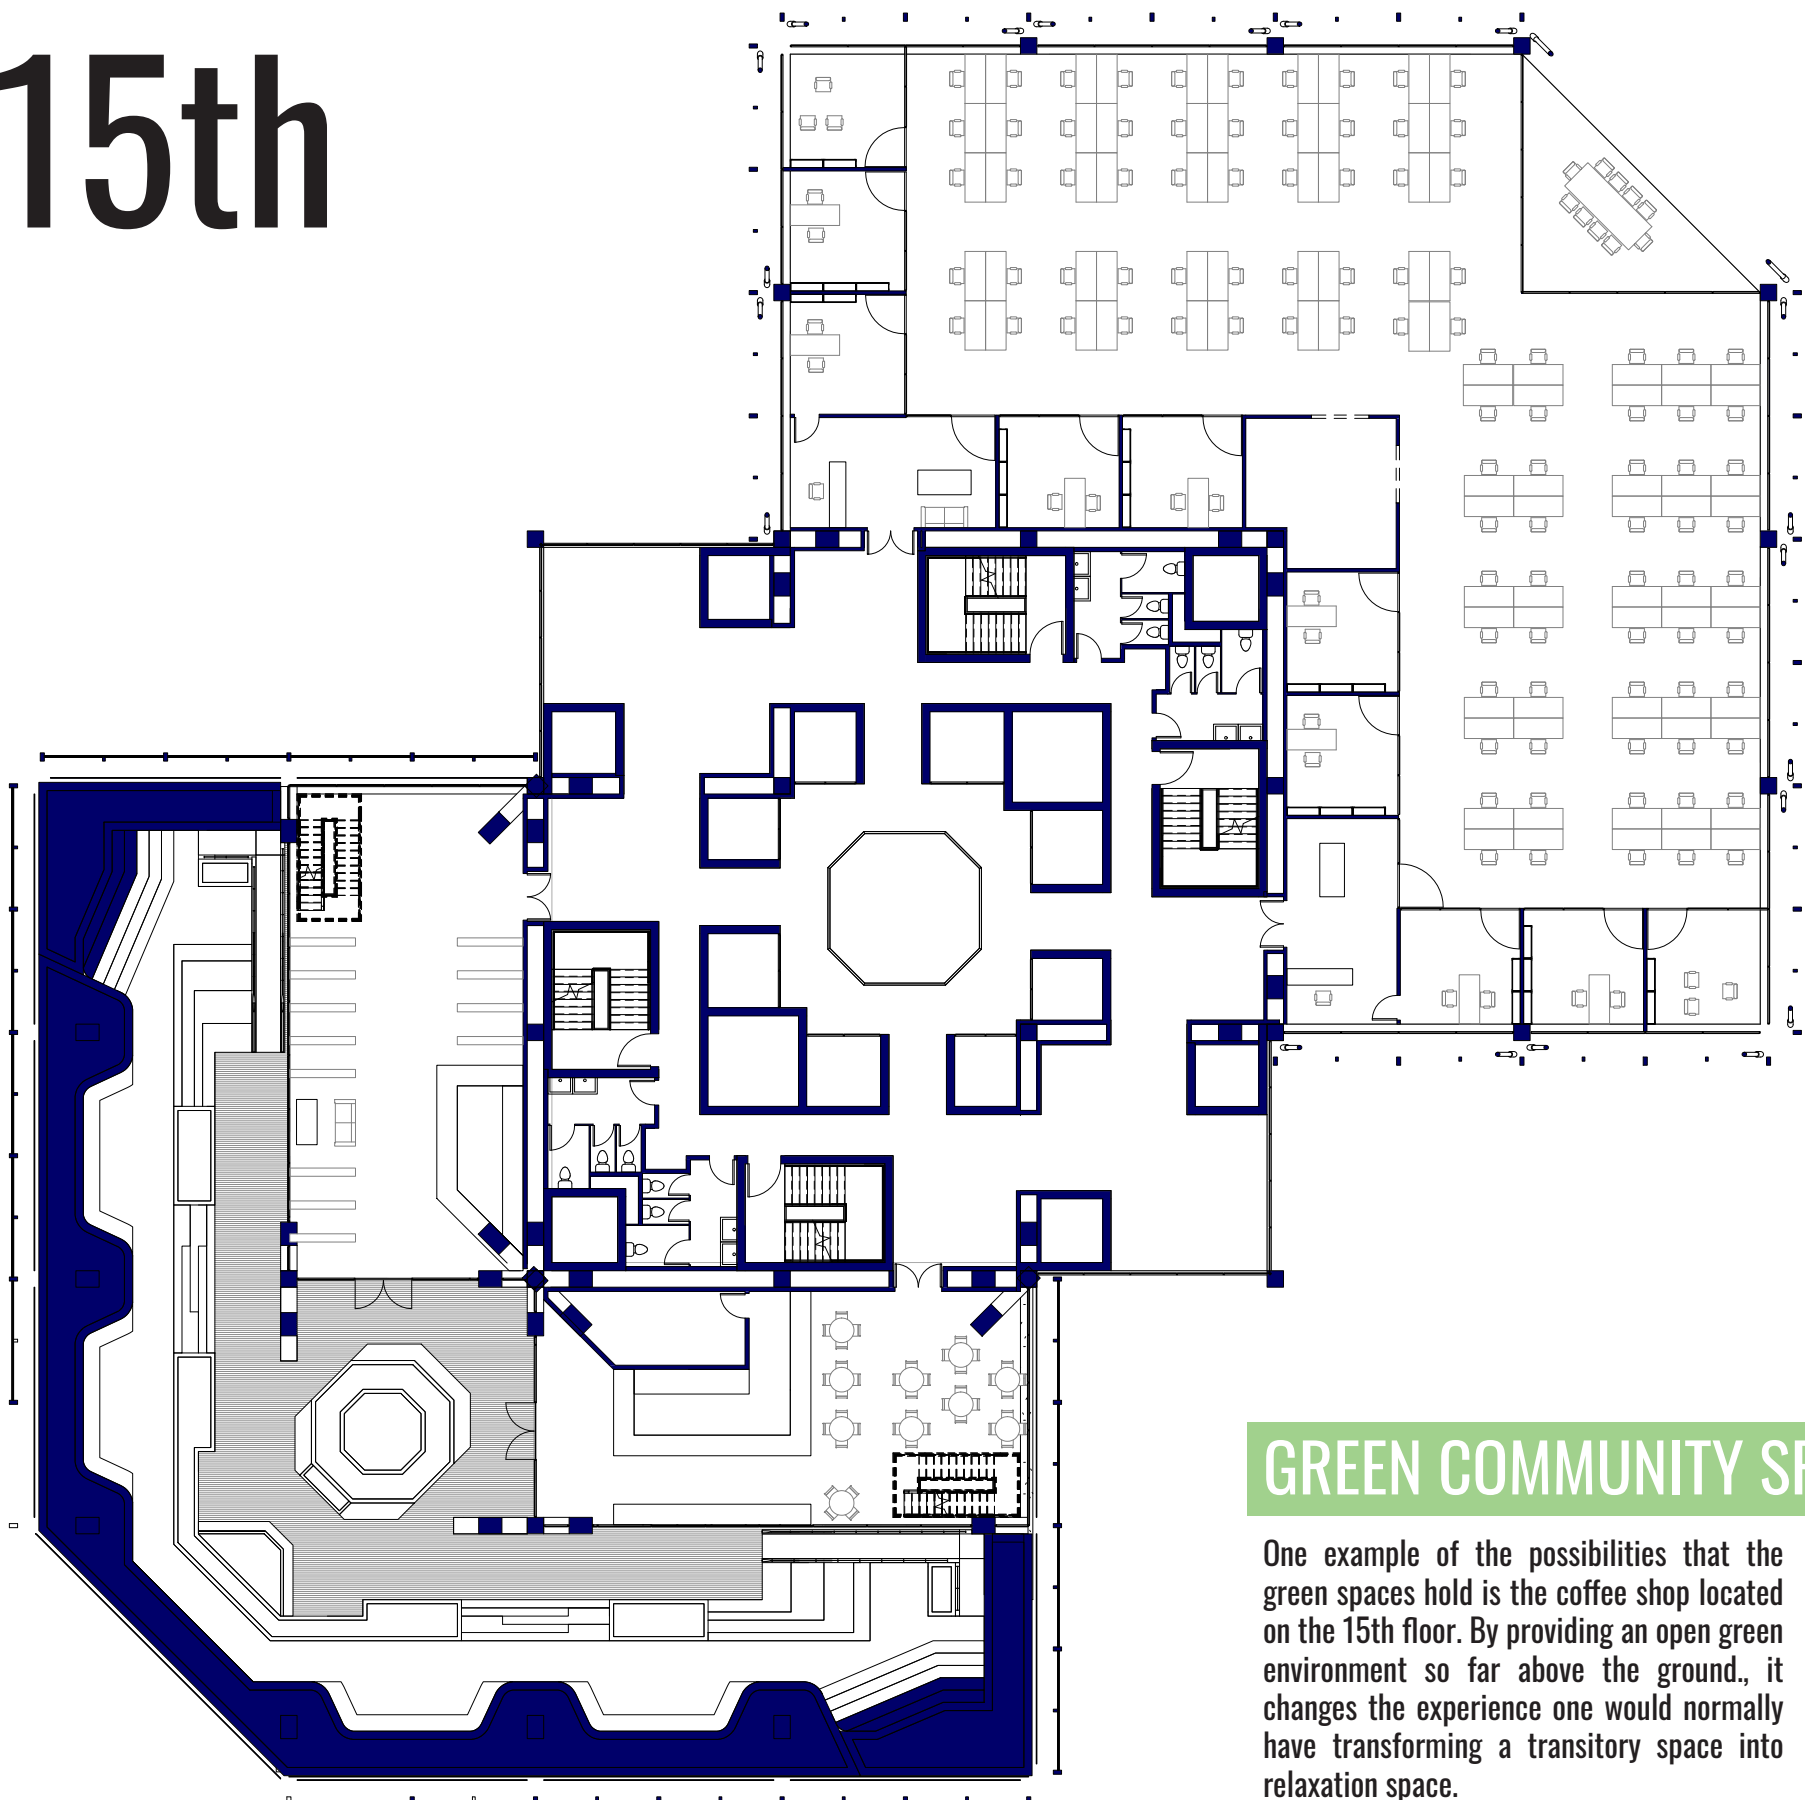 15th
GREEN COMMUNITY
One example of the possibilities that the
green spaces hold is the coffee shop located
on the 15th floor. By providing an open green
environment so far above the ground., it
changes the experience one would normally
have transforming a transitory space into
relaxation space.